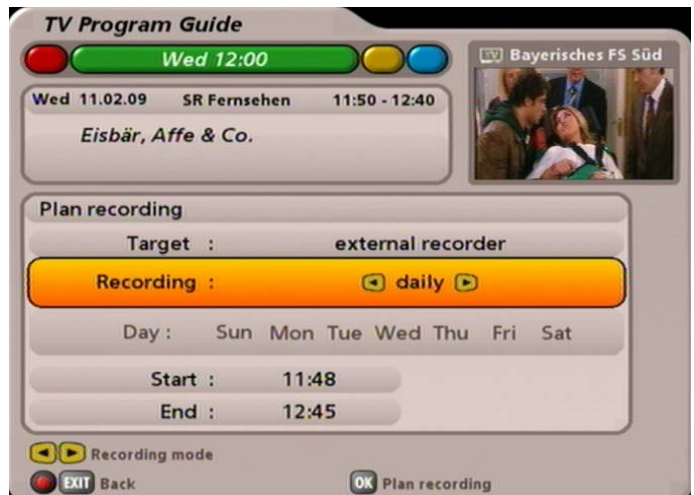 TV Program Guide
Wed 12:00
TV Bayerisches FS Süd
Wed 11.02.09 SR Fernsehen 11:50 - 12:40
Eisbär, Affe & Co.
Plan recording
Target : external recorder
Recording : daily
Day : Sun Mon Tue Wed Thu Fri Sat
Start : 11:48
End : 12:45
Recording mode
EXIT Back
OK Plan recording